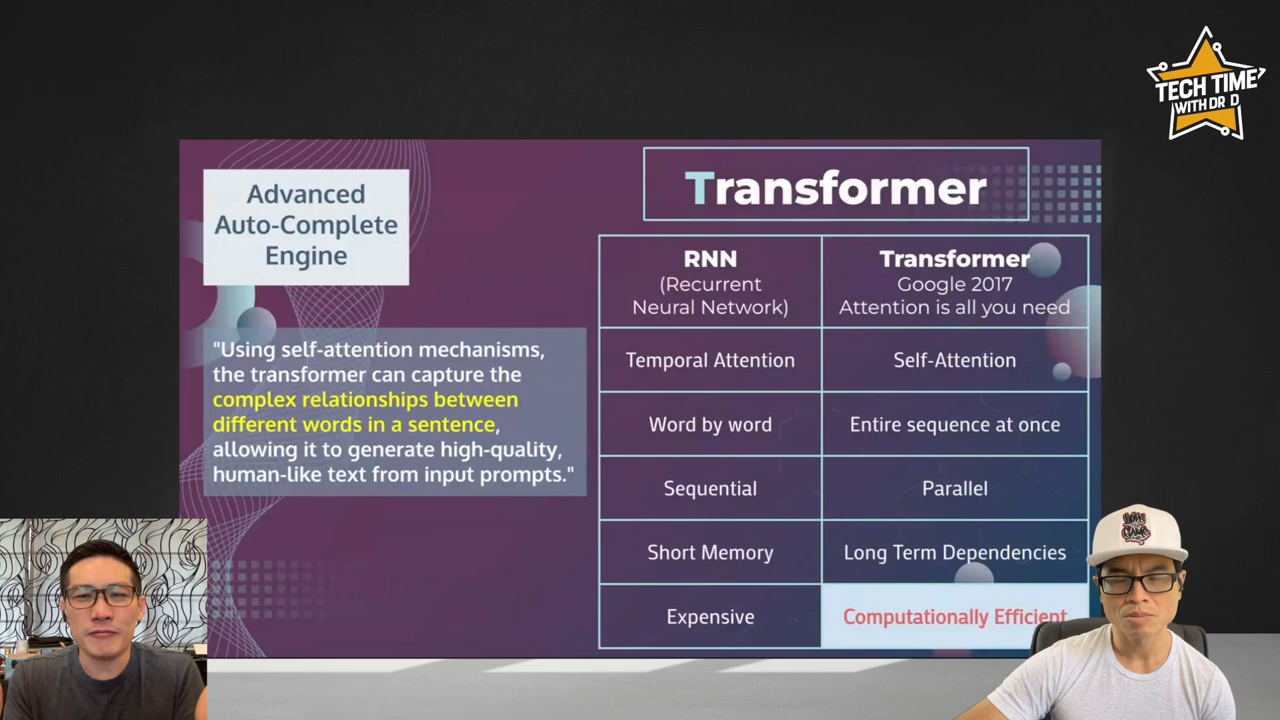 TECH TIME
WITH DR D
Advanced
Auto-Complete
Engine
"Using self-attention mechanisms,
the transformer can capture the
complex relationships between
different words in a sentence,
allowing it to generate high-quality,
human-like text from input prompts."
Transformer
RNN
(Recurrent
Neural Network)
Transformer
Google 2017
Attention is all you need
Temporal Attention
Self-Attention
Word by word
Entire sequence at once
Sequential
Parallel
Short Memory
Long Term Dependencies
Expensive
Computationally Efficient